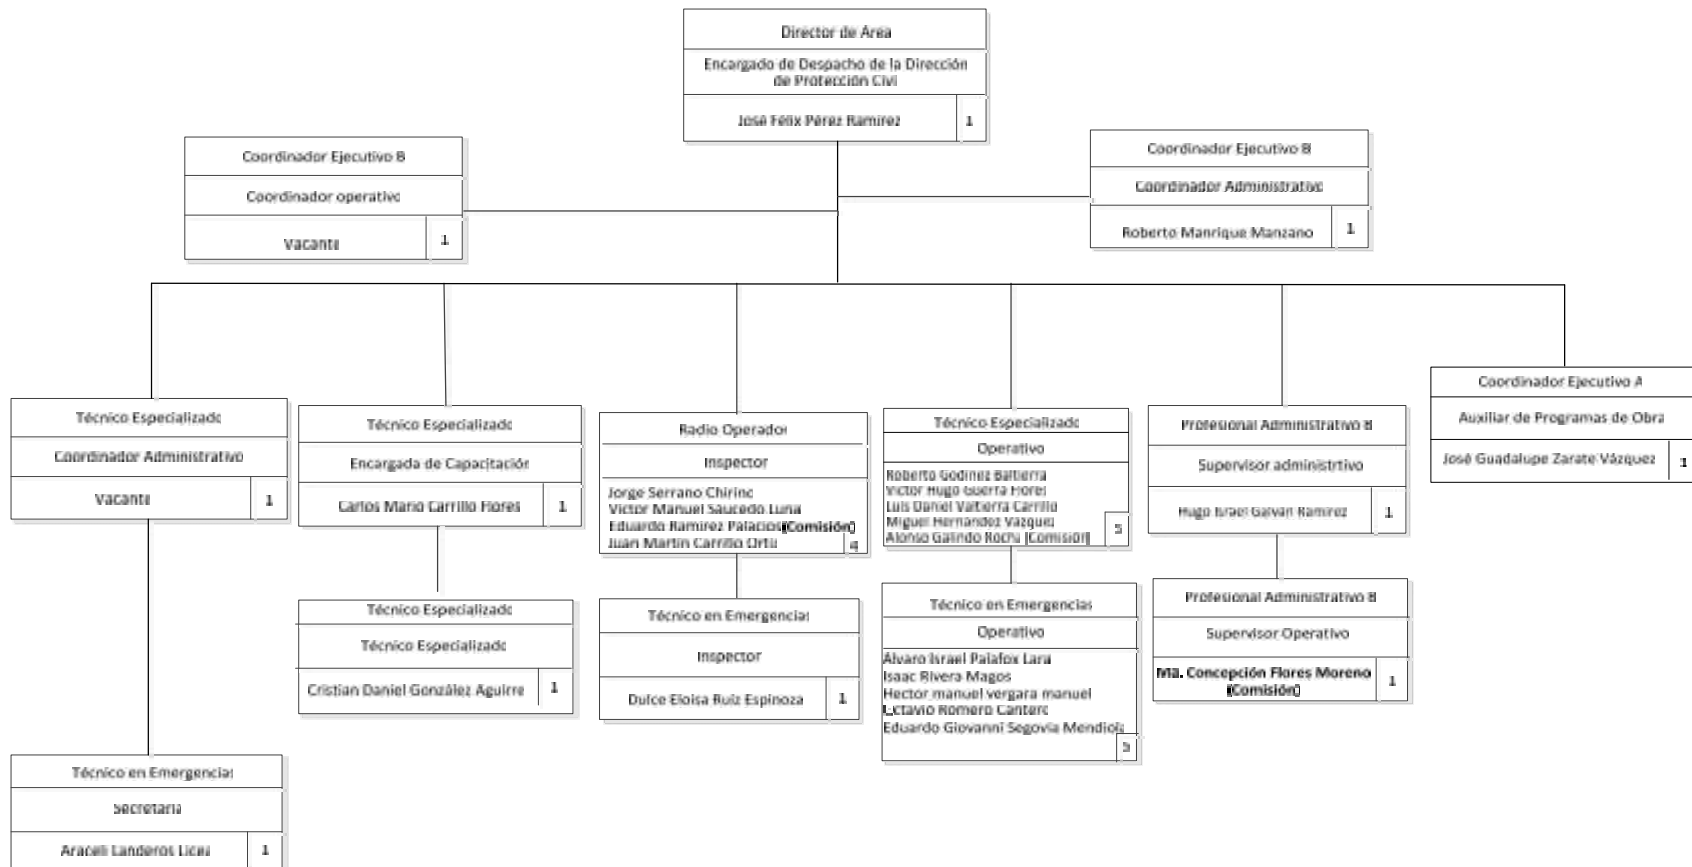 Director de Area
Encargado de Despacho de la Dirección
de Protección Civi
José Félix Pérez Ramirez 1
Coordinador Ejecutivo B
Coordinador operativo
Vacante 1
Coordinador Ejecutivo B
Coordinador Administrativo
Roberto Manrique Manzano 1
Técnico Especializado
Coordinador Administrativo
Vacante 1
Técnico Especializado
Encargada de Capacitación
Carlos Mario Carrillo Flores 1
Radio Operador
Inspector
Jorge Serrano Chirino
Victor Manuel Saucedo Luna
Eduardo Ramirez Palacios(Comisión)
Juan Martin Carrillo Ortiz 4
Técnico Especializado
Operativo
Roberto Godinez Baltierra
Victor Hugo Guerra Flores
Luis Daniel Valtierra Carrillo
Miguel Hernández Vázquez
Alonso Galindo Rocha (Comisión) 5
Profesional Administrativo B
Supervisor administrtivo
Hugo Israel Galván Ramirez 1
Coordinador Ejecutivo A
Auxiliar de Programas de Obra
José Guadalupe Zarate Vázquez 1
Técnico Especializado
Técnico Especializado
Cristian Daniel González Aguirre 1
Técnico en Emergencias
Inspector
Dulce Eloisa Ruiz Espinoza 1
Técnico en Emergencias
Operativo
Alvaro Israel Palafox Lara
Isaac Rivera Magos
Hector manuel vergara manuel
Octavio Romero Cantero
Eduardo Giovanni Segovia Mendiola
5
Profesional Administrativo B
Supervisor Operativo
Ma. Concepción Flores Moreno
(Comisión) 1
Técnico en Emergencias
Secretaria
Araceli Landeros Licea 1